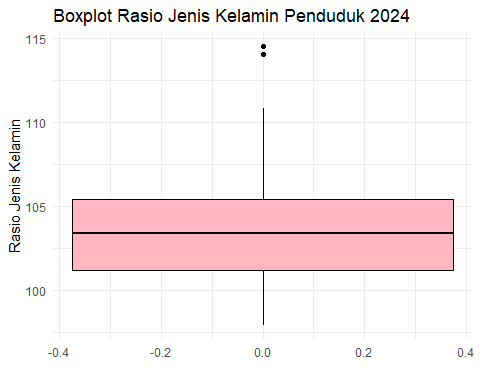 Boxplot Rasio Jenis Kelamin Penduduk 2024
Rasio Jenis Kelamin
115
110
105
100
-0.4 -0.2 0.0 0.2 0.4